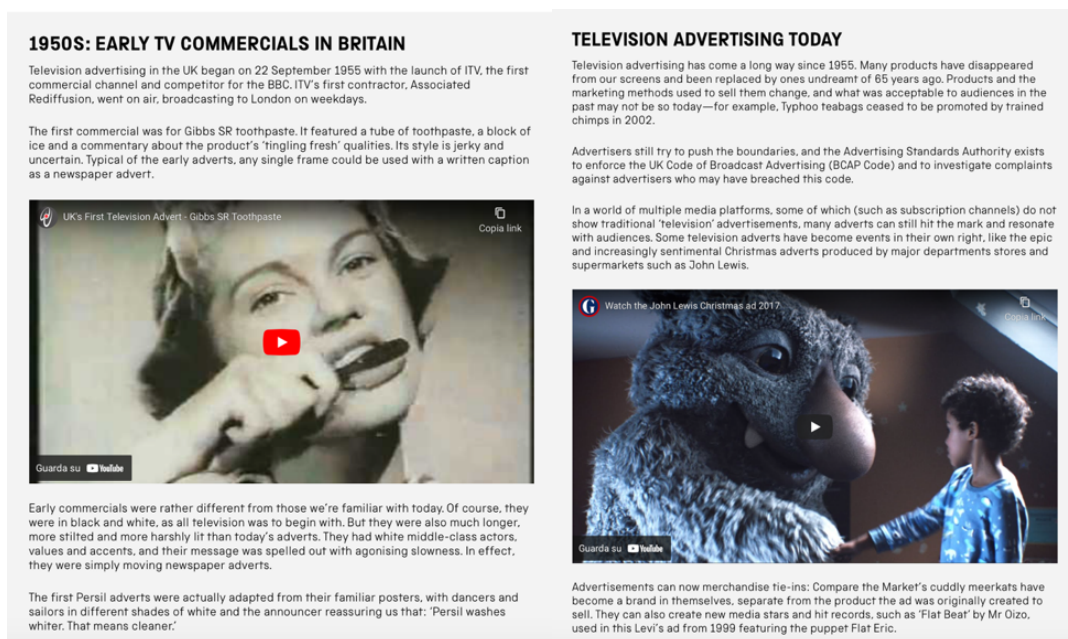 1950S: EARLY TV COMMERCIALS IN BRITAIN
Television advertising in the UK began on 22 September 1955 with the launch of ITV, the first
commercial channel and competitor for the BBC. ITV's first contractor, Associated
Rediffusion, went on air, broadcasting to London on weekdays.
The first commercial was for Gibbs SR toothpaste. It featured a tube of toothpaste, a block of
ice and a commentary about the product's 'tingling fresh' qualities. Its style is jerky and
uncertain. Typical of the early adverts, any single frame could be used with a written caption
as a newspaper advert.
UK's First Television Advert - Gibbs SR Toothpaste
Copia link
Guarda su YouTube
Early commercials were rather different from those we're familiar with today. Of course, they
were in black and white, as all television was to begin with. But they were also much longer,
more stilted and more harshly lit than today's adverts. They had white middle-class actors,
values and accents, and their message was spelled out with agonising slowness. In effect,
they were simply moving newspaper adverts.
The first Persil adverts were actually adapted from their familiar posters, with dancers and
sailors in different shades of white and the announcer reassuring us that: 'Persil washes
whiter. That means cleaner.'
TELEVISION ADVERTISING TODAY
Television advertising has come a long way since 1955. Many products have disappeared
from our screens and been replaced by ones undreamt of 65 years ago. Products and the
marketing methods used to sell them change, and what was acceptable to audiences in the
past may not be so today—for example, Typhoo teabags ceased to be promoted by trained
chimps in 2002.
Advertisers still try to push the boundaries, and the Advertising Standards Authority exists
to enforce the UK Code of Broadcast Advertising (BCAP Code) and to investigate complaints
against advertisers who may have breached this code.
In a world of multiple media platforms, some of which (such as subscription channels) do not
show traditional 'television' advertisements, many adverts can still hit the mark and resonate
with audiences. Some television adverts have become events in their own right, like the epic
and increasingly sentimental Christmas adverts produced by major departments stores and
supermarkets such as John Lewis.
G
Watch the John Lewis Christmas ad 2017
Copia link
Guarda su YouTube
Advertisements can now merchandise tie-ins: Compare the Market's cuddly meerkats have
become a brand in themselves, separate from the product the ad was originally created to
sell. They can also create new media stars and hit records, such as 'Flat Beat' by Mr Oizo,
used in this Levi's ad from 1999 featuring the puppet Flat Eric.